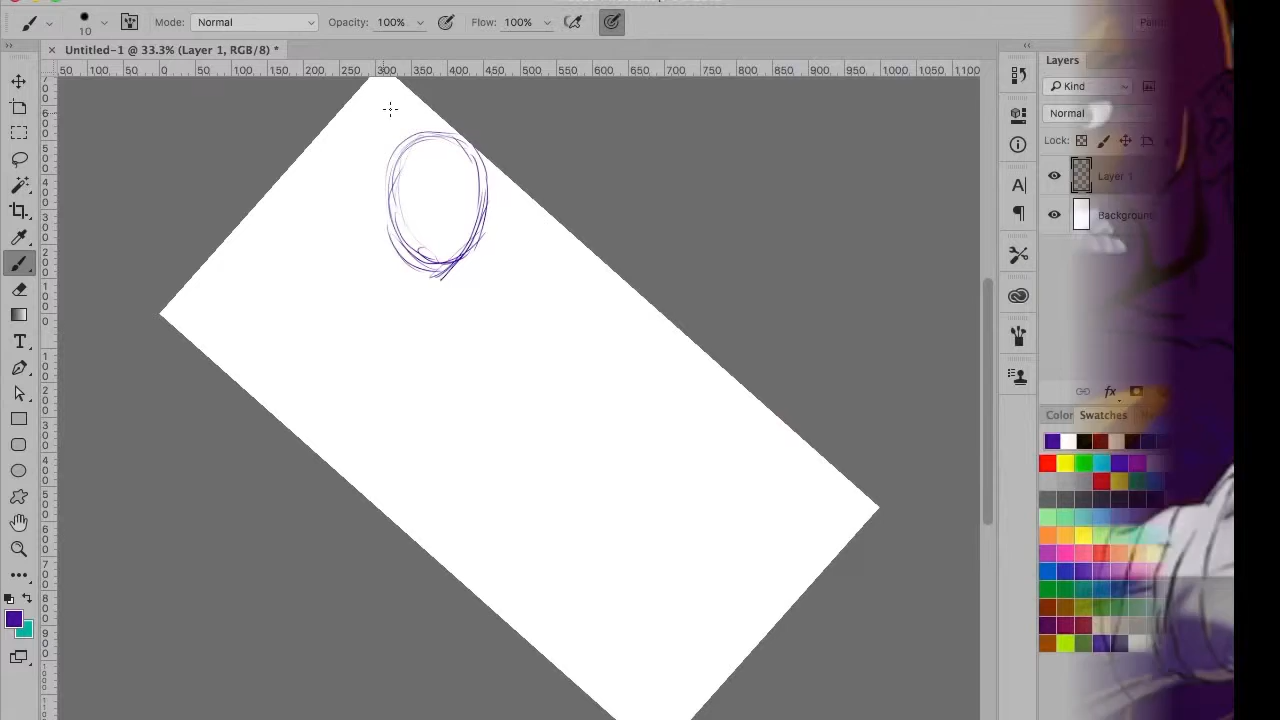 Mode: Normal Opacity: 100% Flow: 100%
10
× Untitled-1 @ 33.3% (Layer 1, RGB/8) *
50 100 50 0 50 100 150 200 250 300 350 400 450 500 550 600 650 700 750 800 850 900 950 1000 1050 1100
Layers
Kind
Normal
Lock:
Layer 1
Background
fx
Color Swatches